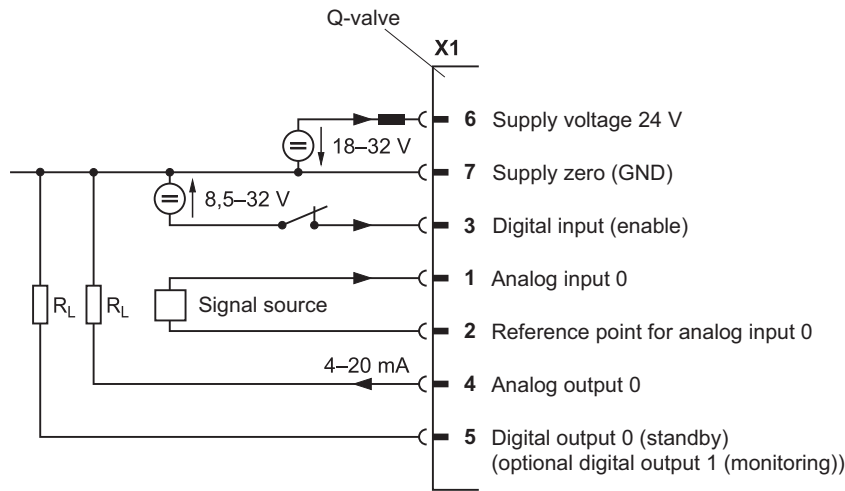 Q-valve
X1
6 Supply voltage 24 V
18–32 V
7 Supply zero (GND)
8,5–32 V
3 Digital input (enable)
1 Analog input 0
R_L R_L Signal source
2 Reference point for analog input 0
4–20 mA
4 Analog output 0
5 Digital output 0 (standby)
(optional digital output 1 (monitoring))